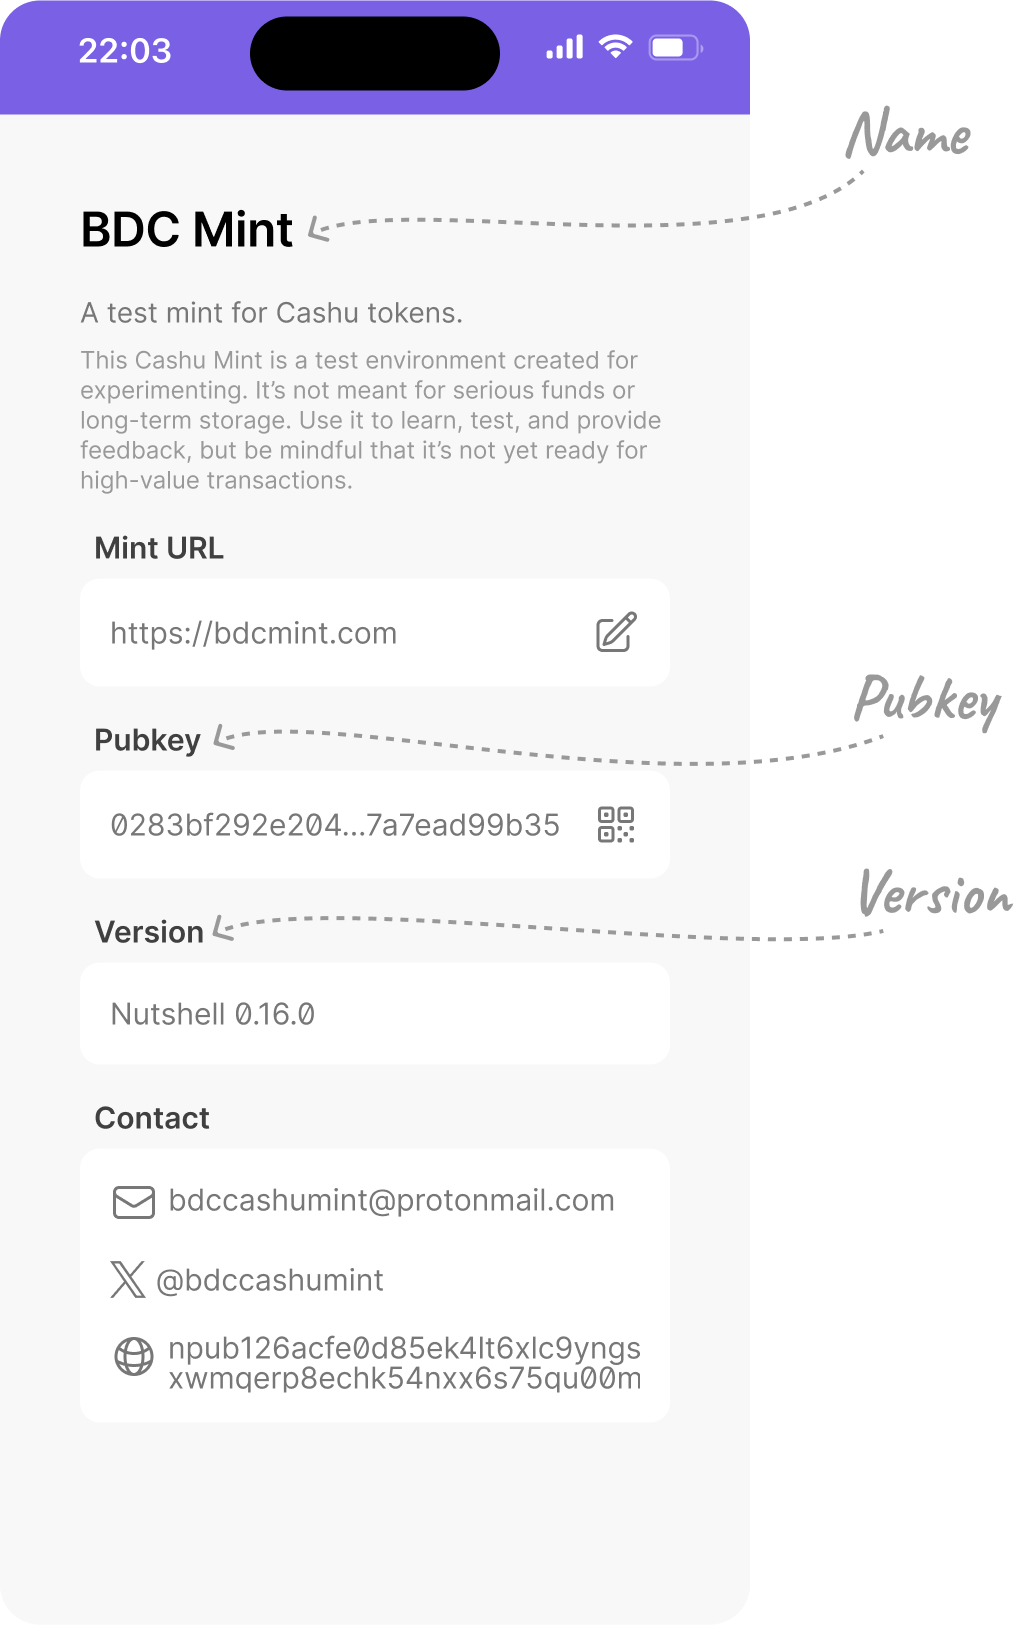 22:03
Name
BDC Mint
A test mint for Cashu tokens.
This Cashu Mint is a test environment created for
experimenting. It’s not meant for serious funds or
long-term storage. Use it to learn, test, and provide
feedback, but be mindful that it’s not yet ready for
high-value transactions.
Mint URL
https://bdcmint.com
Pubkey
Pubkey
0283bf292e204...7a7ead99b35
Version
Version
Nutshell 0.16.0
Contact
bdccashumint@protonmail.com
@bdccashumint
npub126acfe0d85ek4lt6xlc9yngs
xwmqerp8echk54nxx6s75qu00m